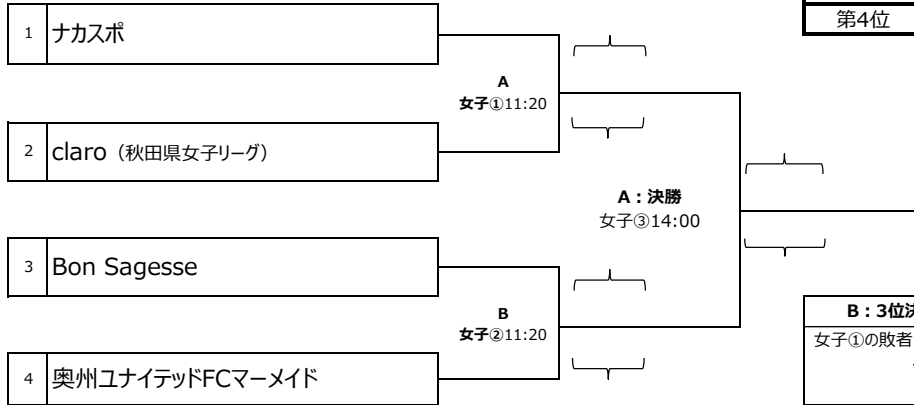 第4位
1 ナカスポ
A
女子①11:20
2 claro（秋田県女子リーグ）
A：決勝
女子③14:00
3 Bon Sagesse
B
女子②11:20
B：3位決
女子①の敗者
4 奥州ユナイテッドFCマーメイド